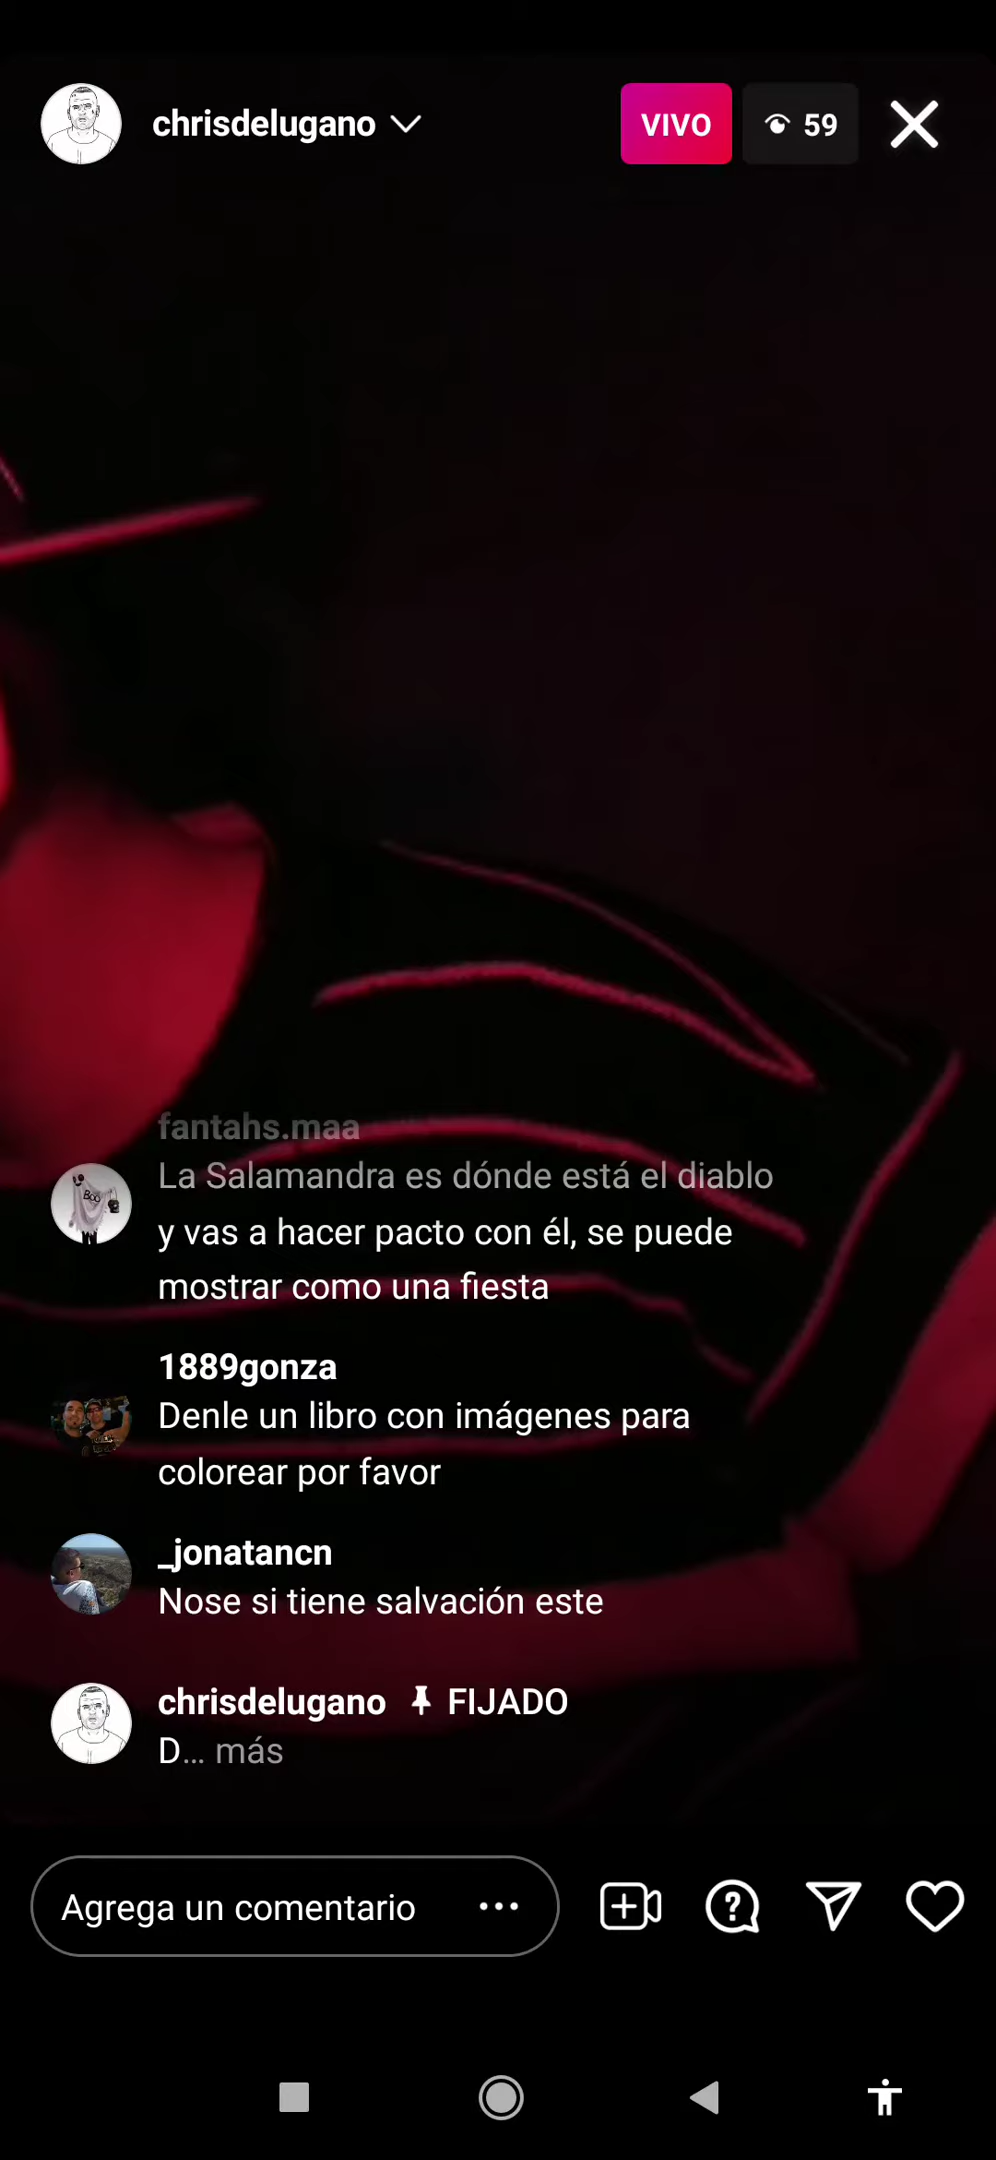 chrisdelugano
VIVO
59
fantahs.maa
La Salamandra es dónde está el diablo
y vas a hacer pacto con él, se puede
mostrar como una fiesta
1889gonza
Denle un libro con imágenes para
colorear por favor
_jonatancn
Nose si tiene salvación este
chrisdelugano FIJADO
D... más
Agrega un comentario